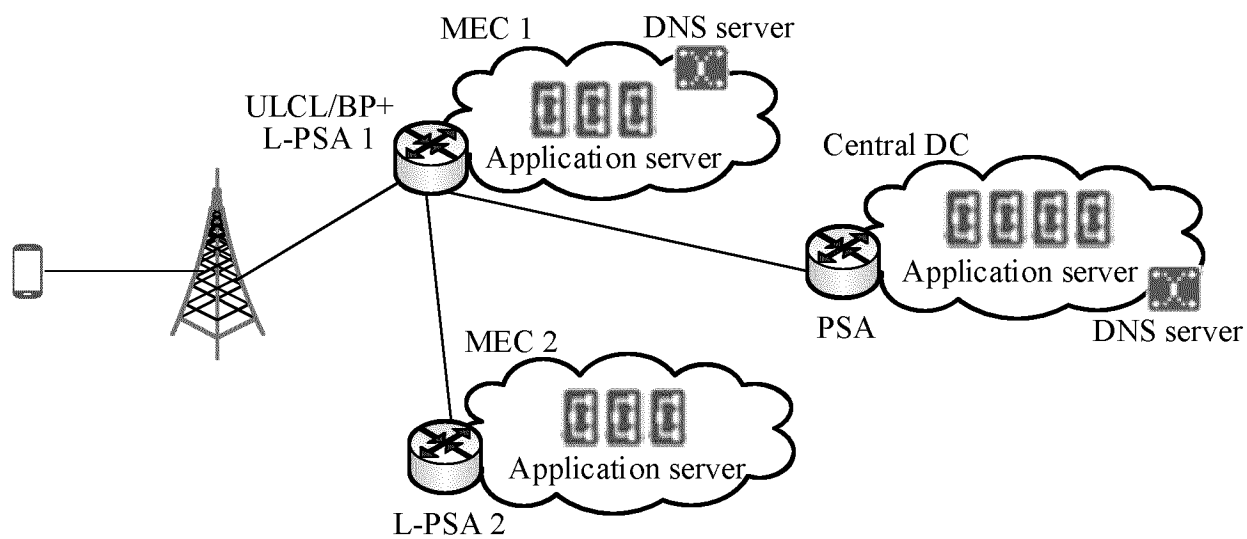 MEC 1
DNS server
ULCL/BP+
L-PSA 1
Application server
Central DC
Application server
PSA
DNS server
MEC 2
Application server
L-PSA 2